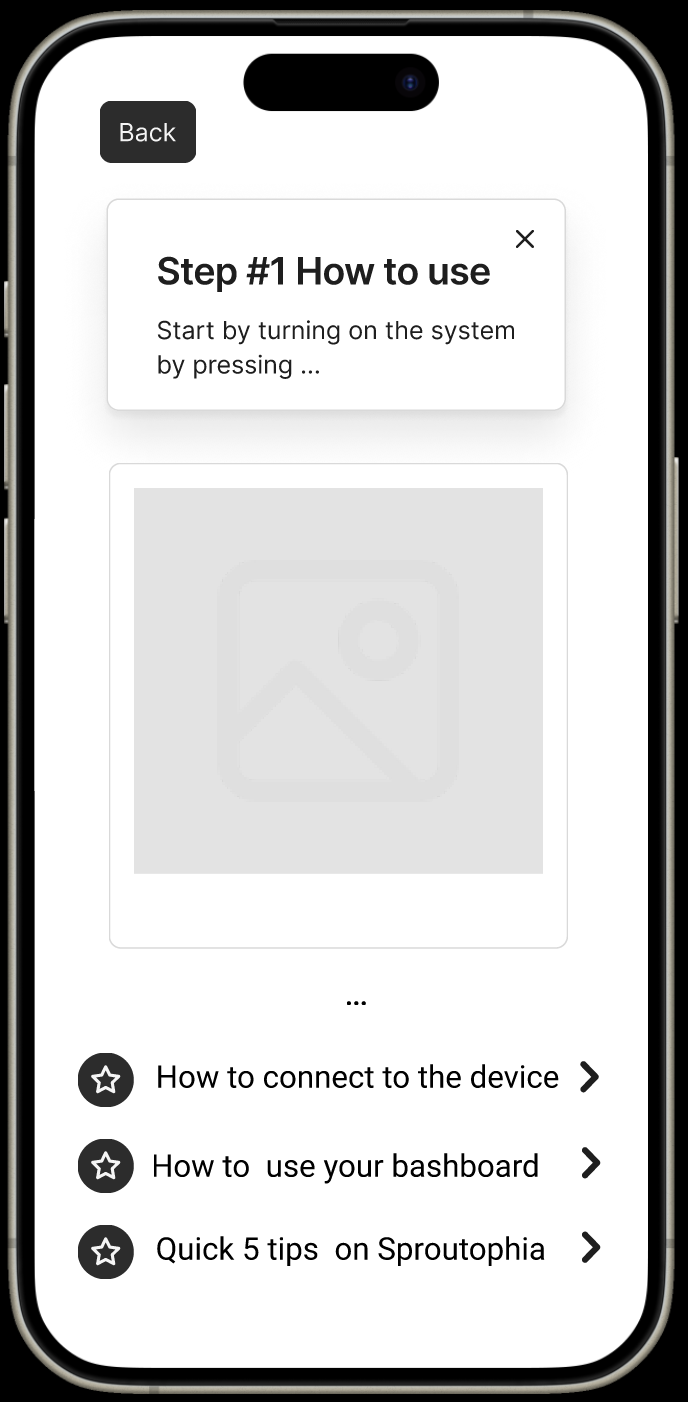 Back
Step #1 How to use
Start by turning on the system
by pressing ...
...
How to connect to the device
How to  use your bashboard
Quick 5 tips  on Sproutophia